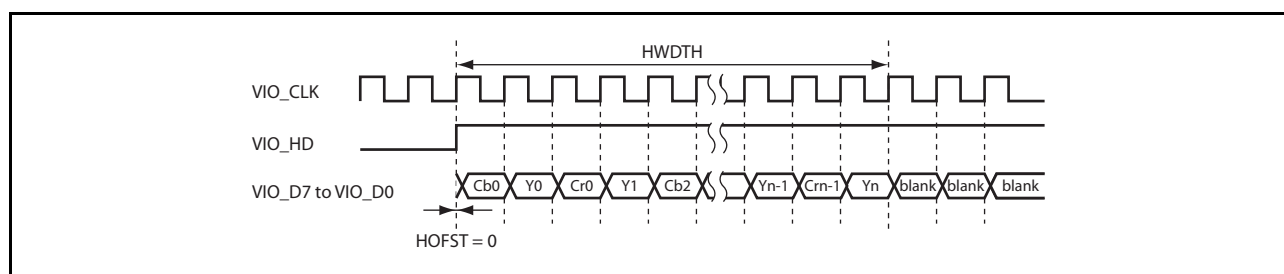 HWDTH
VIO_CLK
VIO_HD
VIO_D7 to VIO_D0
Cb0 Y0 Cr0 Y1 Cb2 Yn-1 Crn-1 Yn blank blank blank
HOFST = 0